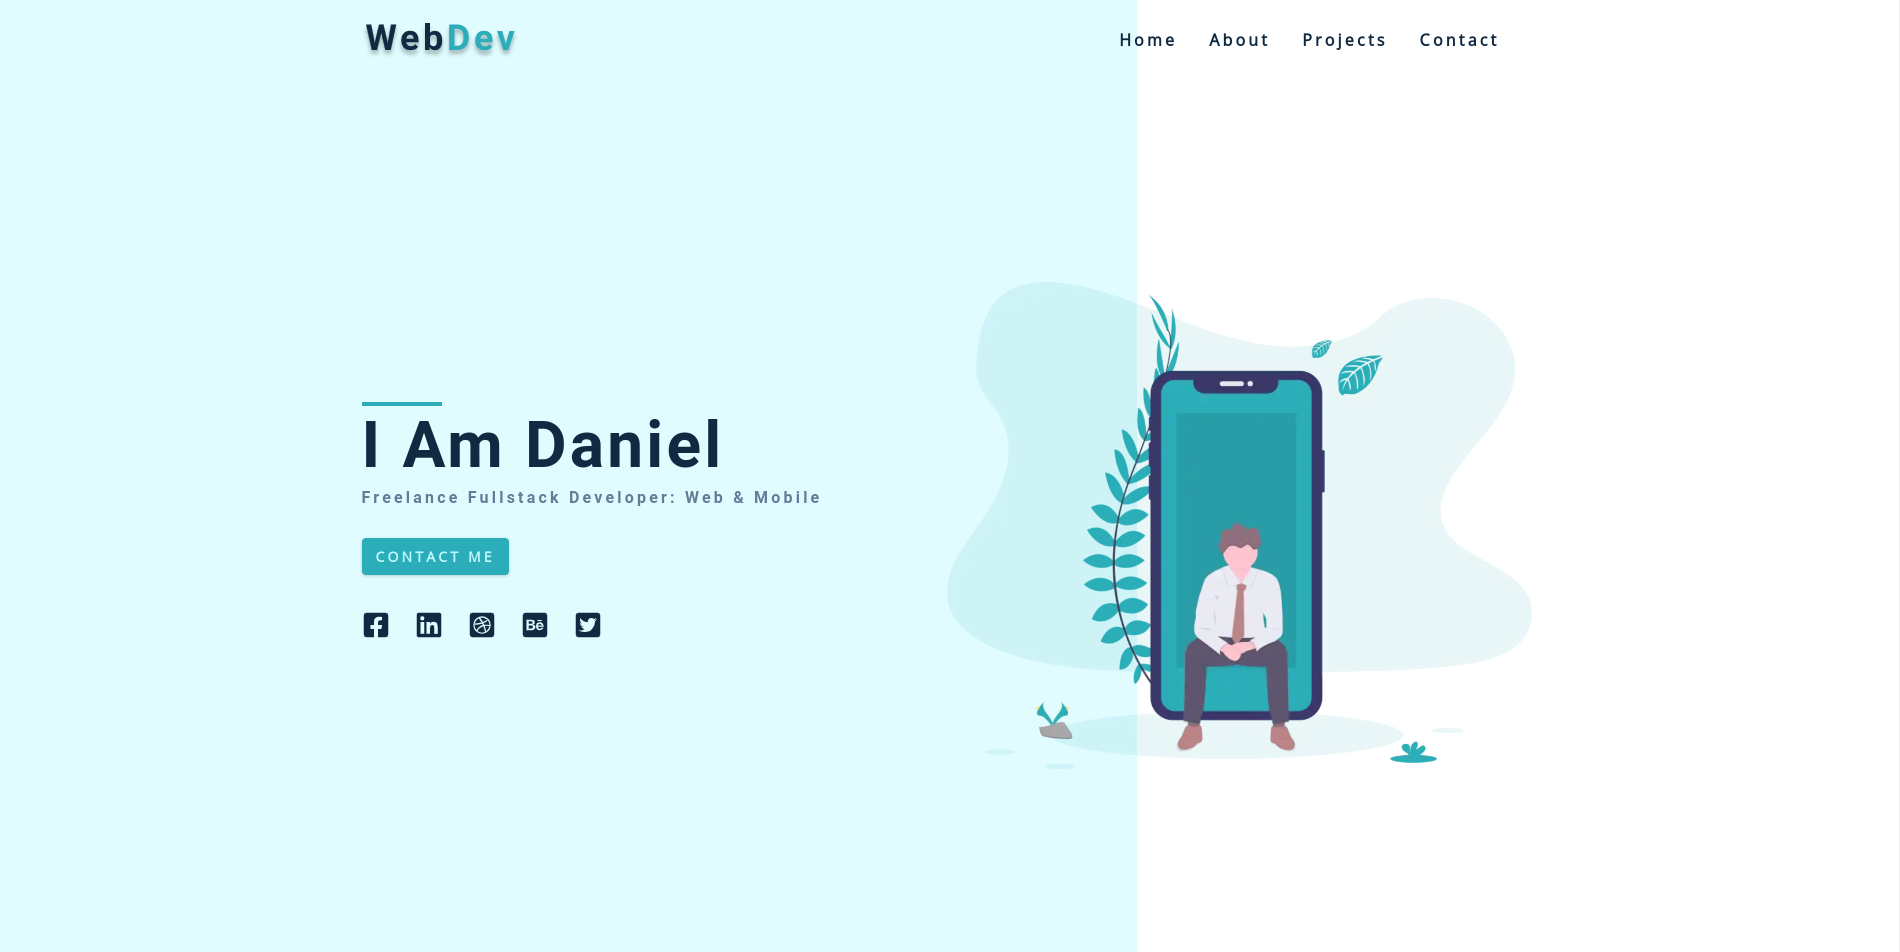 WebDev
Home About Projects Contact
I Am Daniel
Freelance Fullstack Developer: Web & Mobile
CONTACT ME